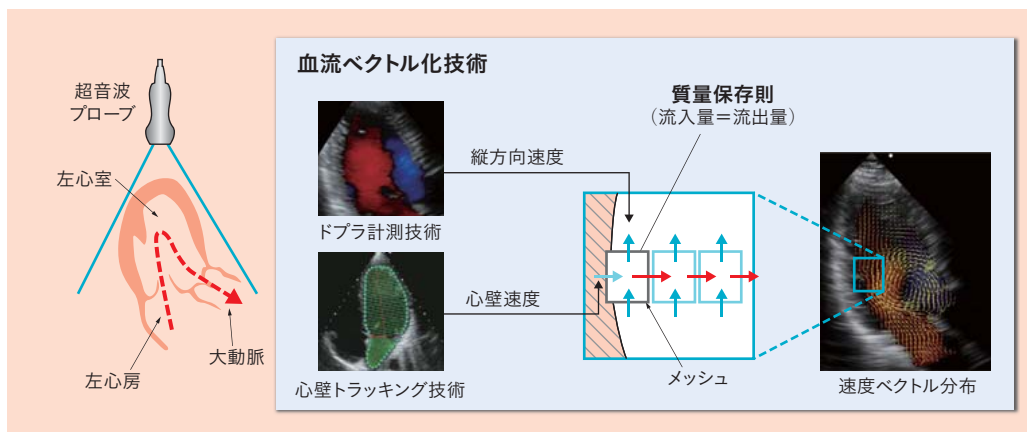 超音波
プローブ
左心室
左心房
大動脈
血流ベクトル化技術
ドプラ計測技術
心壁トラッキング技術
縦方向速度
心壁速度
質量保存則
（流入量＝流出量）
メッシュ
速度ベクトル分布